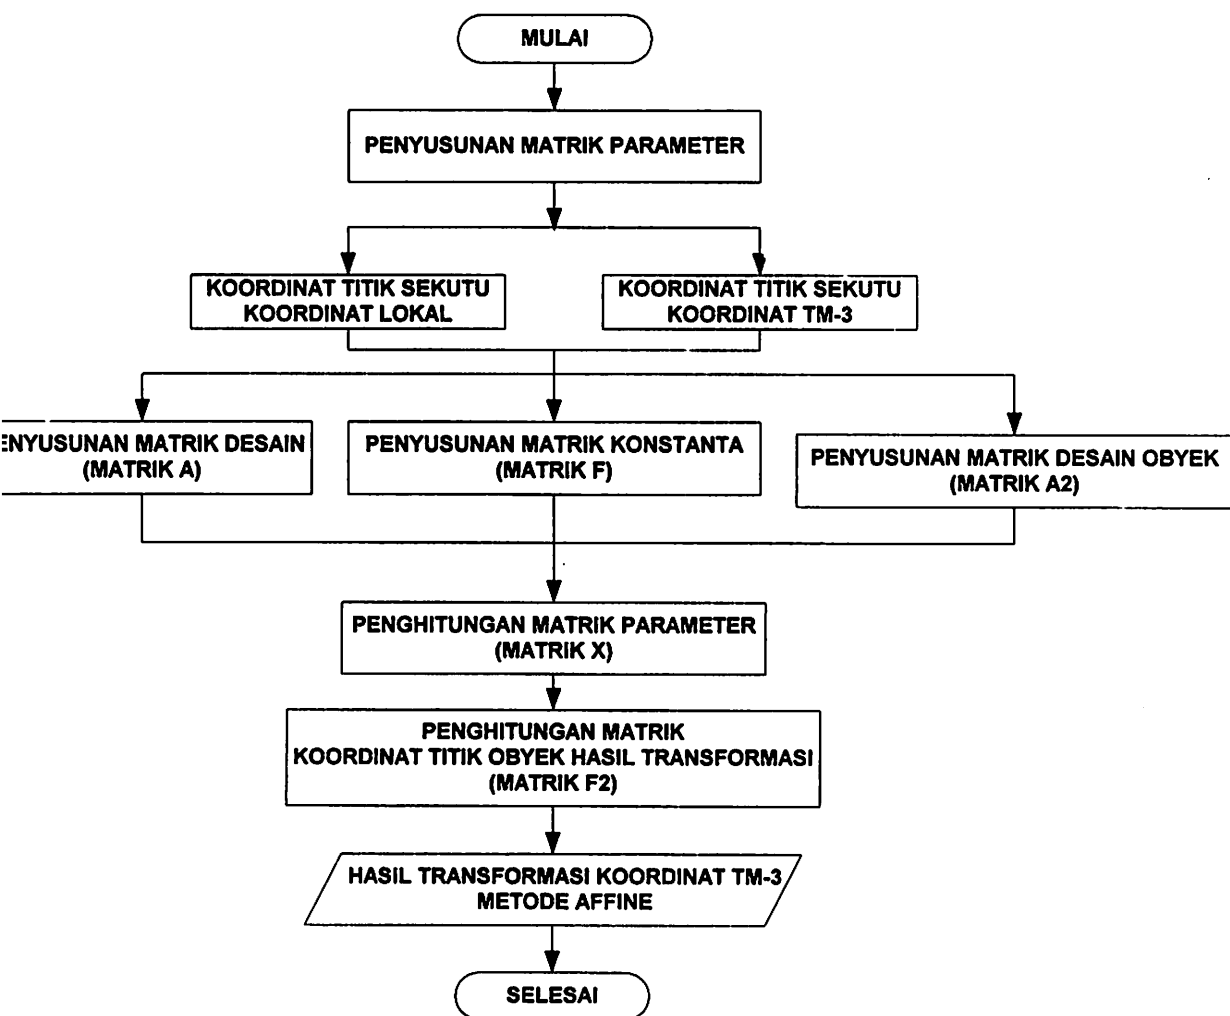 MULAI
PENYUSUNAN MATRIK PARAMETER
KOORDINAT TITIK SEKUTU
KOORDINAT LOKAL
KOORDINAT TITIK SEKUTU
KOORDINAT TM-3
ENYUSUNAN MATRIK DESAIN
(MATRIK A)
PENYUSUNAN MATRIK KONSTANTA
(MATRIK F)
PENYUSUNAN MATRIK DESAIN OBYEK
(MATRIK A2)
PENGHITUNGAN MATRIK PARAMETER
(MATRIK X)
PENGHITUNGAN MATRIK
KOORDINAT TITIK OBYEK HASIL TRANSFORMASI
(MATRIK F2)
HASIL TRANSFORMASI KOORDINAT TM-3
METODE AFFINE
SELESAI